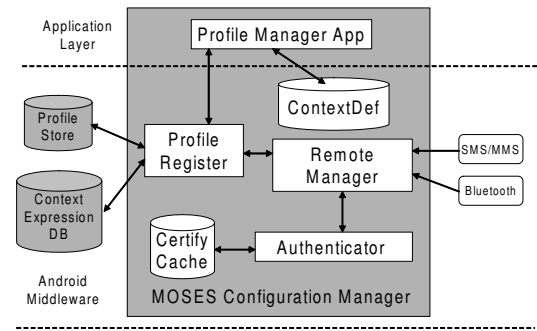 Application
Layer
Profile Manager App
ContextDef
Profile
Store
Profile
Register
Remote
Manager
SMS/MMS
Bluetooth
Context
Expression
DB
Certify
Cache
Authenticator
Android
Middleware
MOSES Configuration Manager